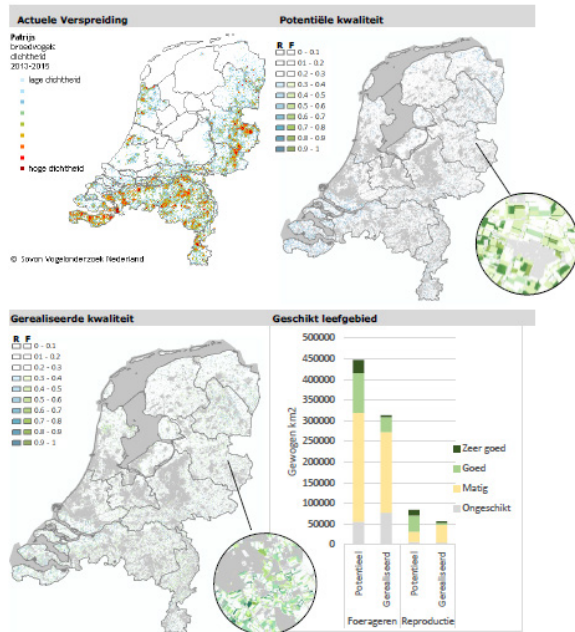 Actuele Verspreiding
Patrijs
broedvogels
dichtheid
2013-2015
lage dichtheid
hoge dichtheid
© Sovon Vogelonderzoek Nederland
Potentiële kwaliteit
R F
0 - 0.1
0.1 - 0.2
0.2 - 0.3
0.3 - 0.4
0.4 - 0.5
0.5 - 0.6
0.6 - 0.7
0.7 - 0.8
0.8 - 0.9
0.9 - 1
Gerealiseerde kwaliteit
R F
0 - 0.1
0.1 - 0.2
0.2 - 0.3
0.3 - 0.4
0.4 - 0.5
0.5 - 0.6
0.6 - 0.7
0.7 - 0.8
0.8 - 0.9
0.9 - 1
Geschikt leefgebied
Gewogen km2
500000
450000
400000
350000
300000
250000
200000
150000
100000
50000
0
Potentieel
Gerealiseerd
Potentieel
Gerealiseerd
Foerageren
Reproductie
Zeer goed
Goed
Matig
Ongeschikt